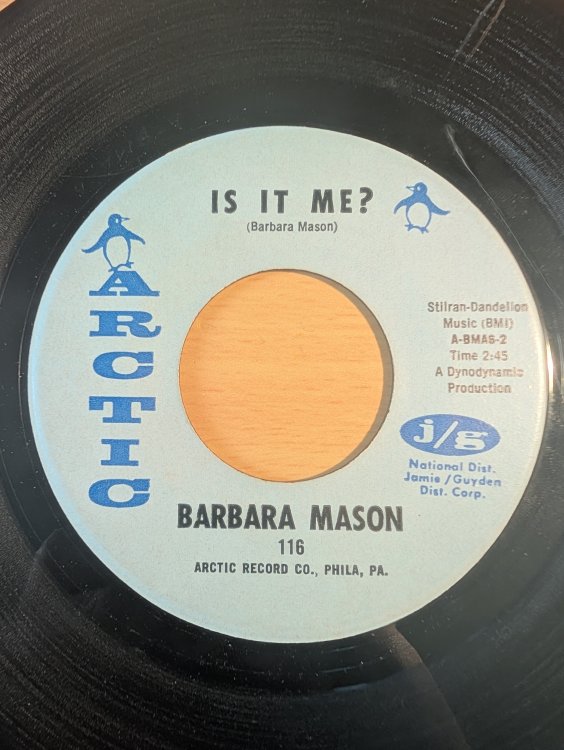 IS IT ME?
(Barbara Mason)
ARCTIC
Stilran-Dandelion
Music (BMI)
A-BMAS-2
Time 2:45
A Dynodynamic
Production
j/g
National Dist.
Jamie/Guyden
Dist. Corp.
BARBARA MASON
116
ARCTIC RECORD CO., PHILA, PA.